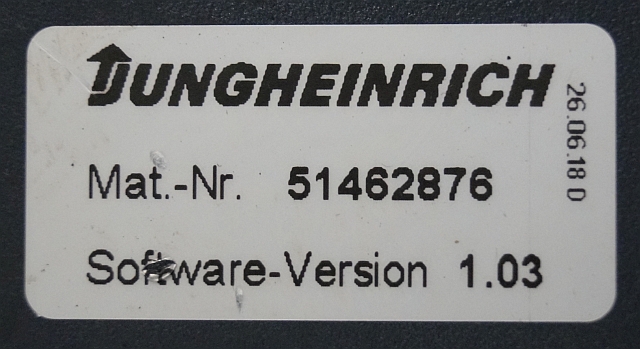 JUNGHEINRICH
26.06.18 D
Mat.-Nr. 51462876
Software-Version 1.03